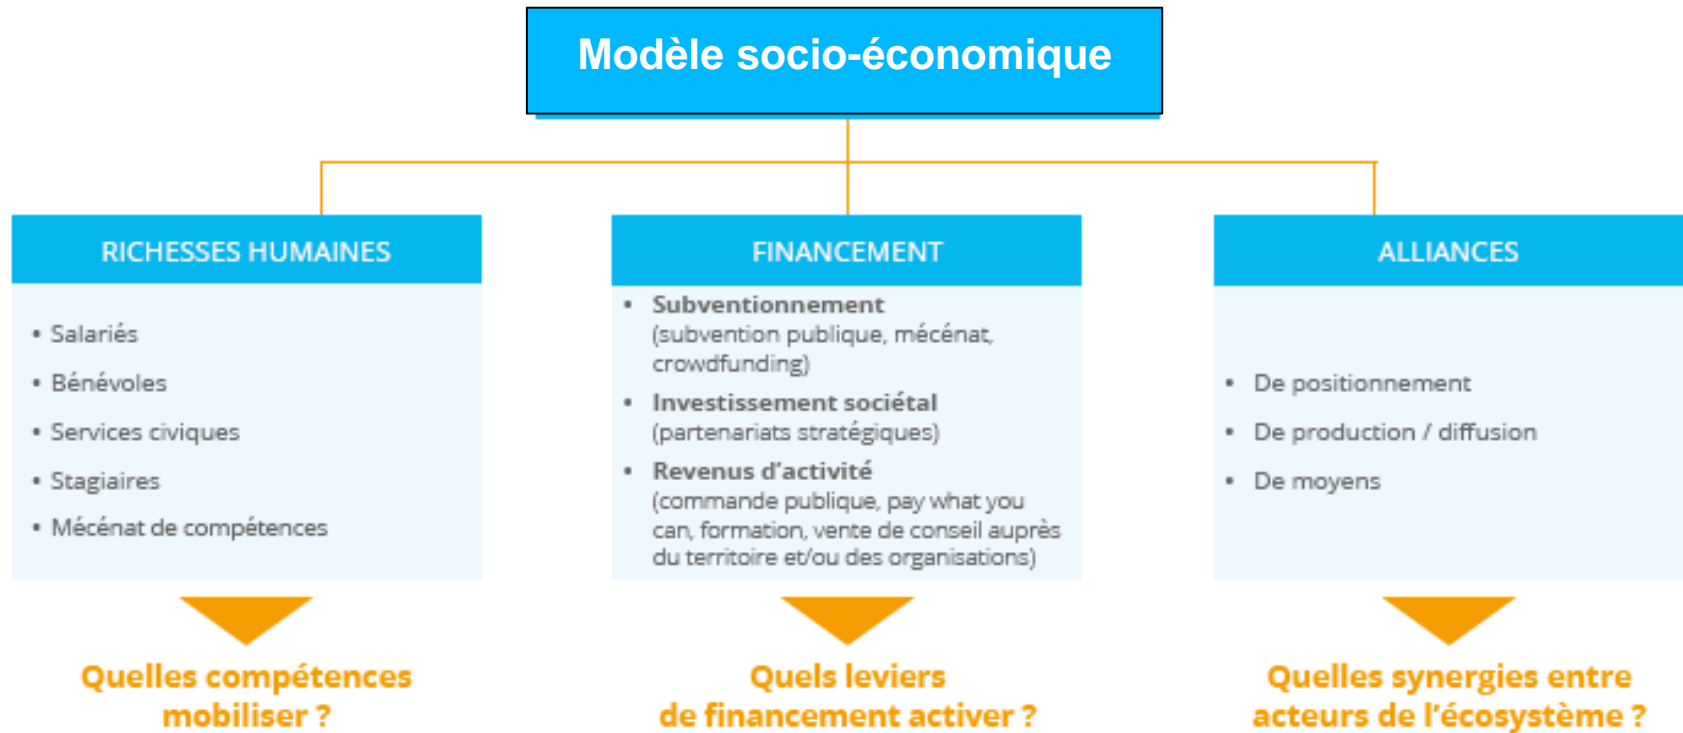 Modèle socio-économique
RICHESSES HUMAINES
• Salariés
• Bénévoles
• Services civiques
• Stagiaires
• Mécénat de compétences
Quelles compétences
mobiliser ?
FINANCEMENT
• Subventionnement
(subvention publique, mécénat,
crowdfunding)
• Investissement sociétal
(partenariats stratégiques)
• Revenus d'activité
(commande publique, pay what you
can, formation, vente de conseil auprès
du territoire et/ou des organisations)
Quels leviers
de financement activer ?
ALLIANCES
• De positionnement
• De production / diffusion
• De moyens
Quelles synergies entre
acteurs de l'écosystème ?